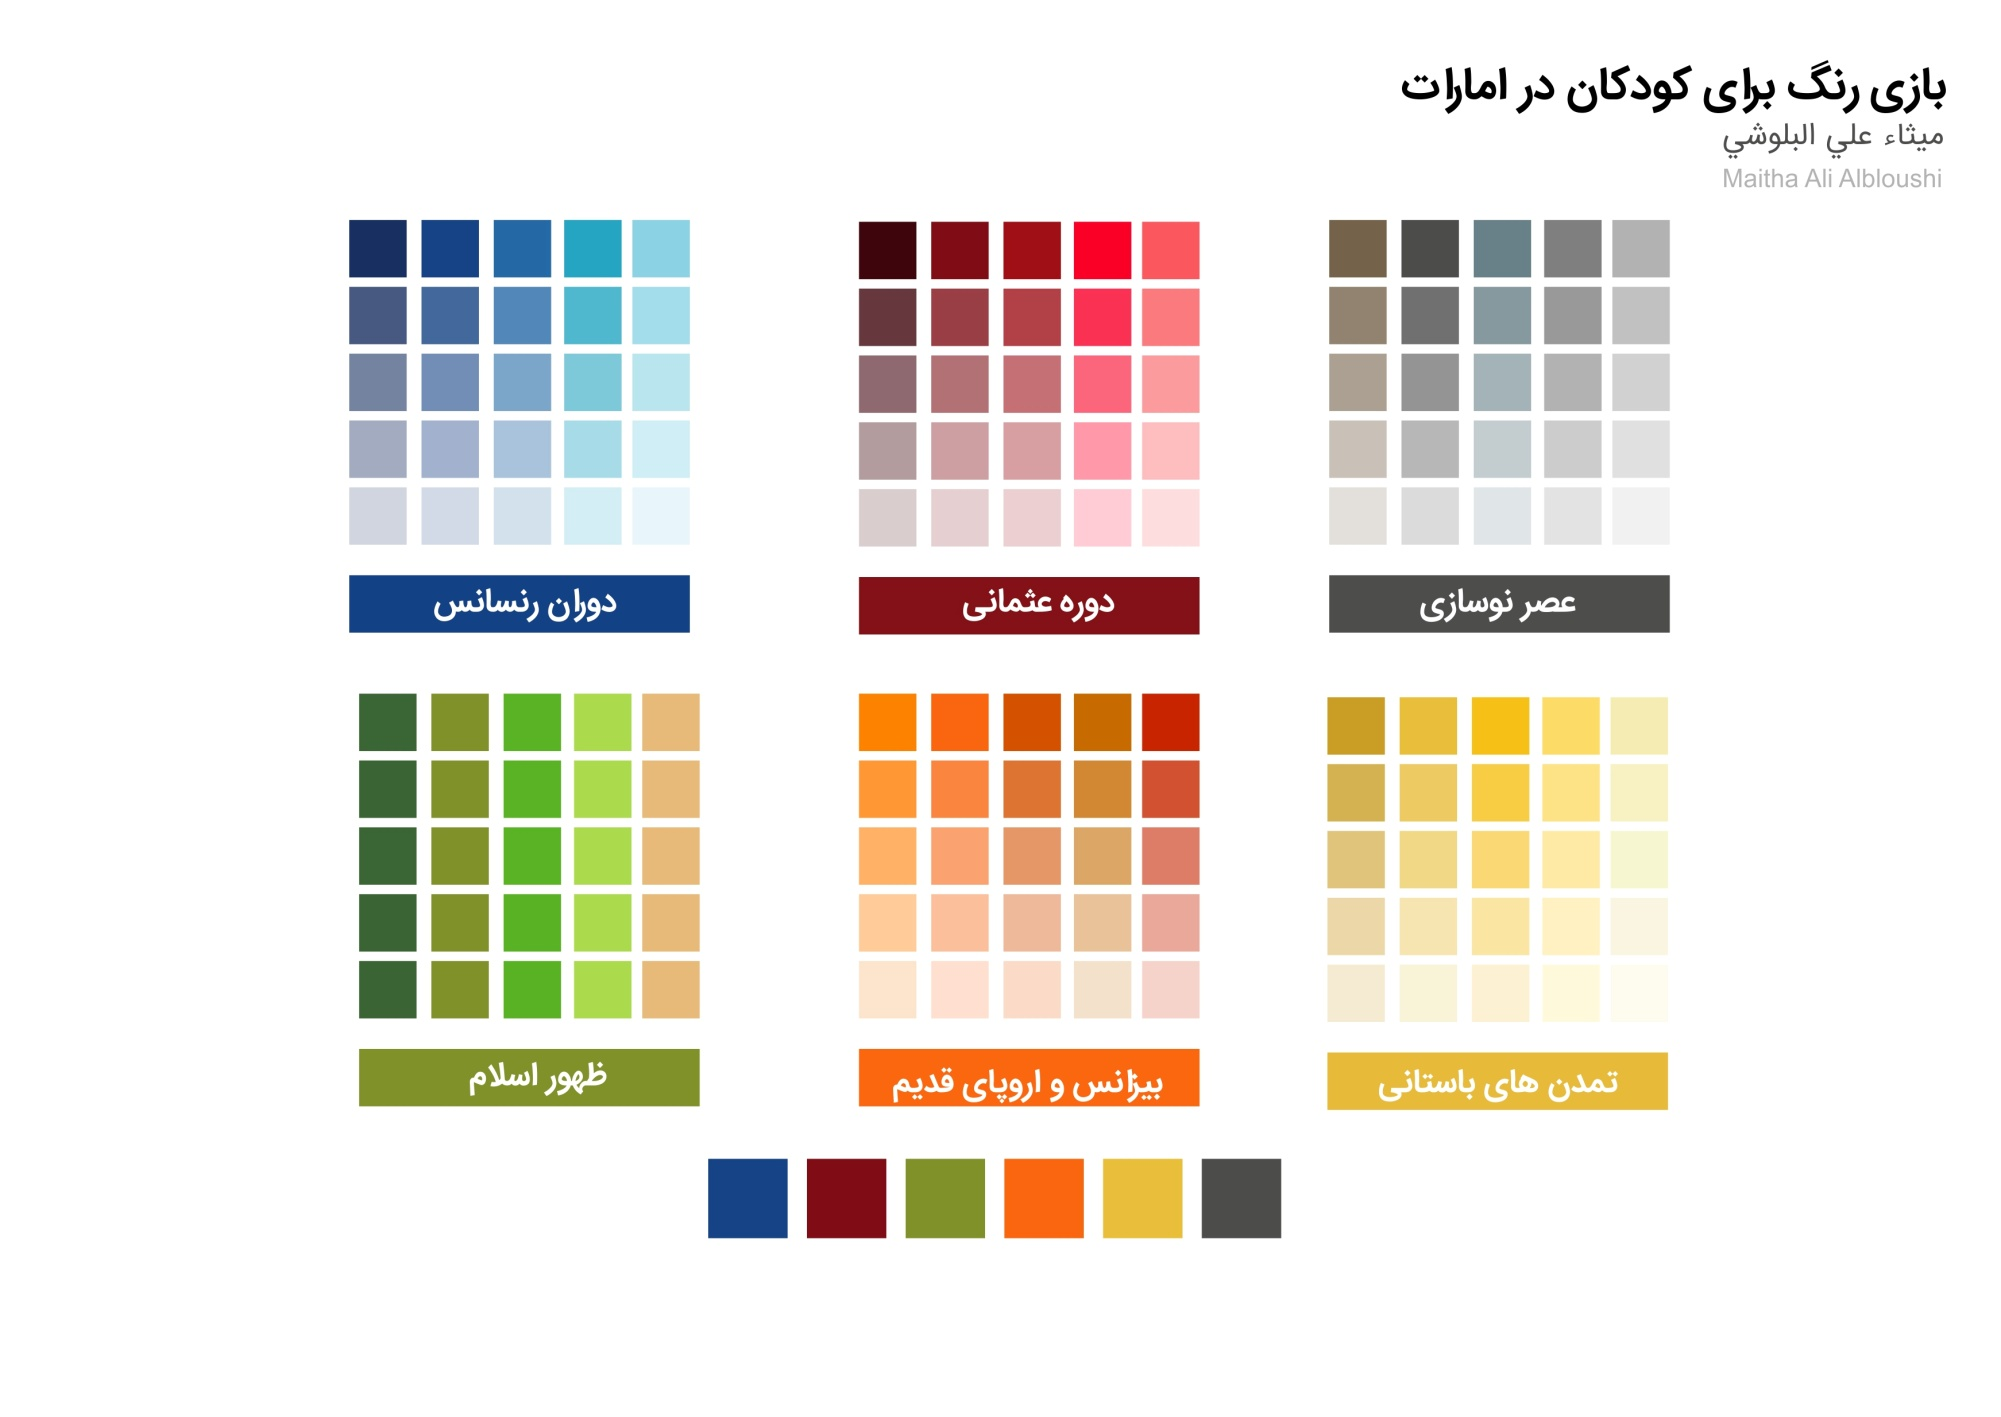 بازی رنگ برای کودکان در امارات
ميثاء علي البلوشي
Maitha Ali Albloushi
عصر نوسازی
دوره عثمانی
دوران رنسانس
تمدن های باستانی
بیزانس و اروپای قدیم
ظهور اسلام